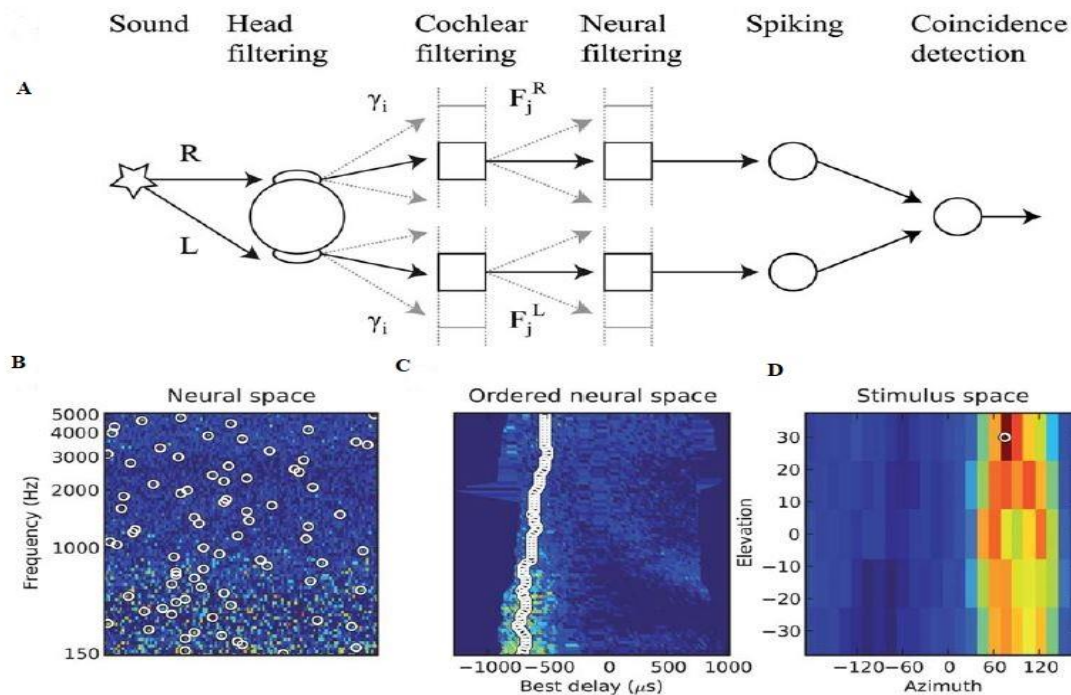 Sound Head filtering Cochlear filtering Neural filtering Spiking Coincidence detection
A
γi
F_j^R
R
L
γi
F_j^L
B
C
D
Neural space
Ordered neural space
Stimulus space
Frequency (Hz)
5000
4000
3000
2000
1000
150
−1000 −500 0 500 1000
Best delay (μs)
Elevation
30
20
10
0
−10
−20
−30
−120 −60 0 60 120
Azimuth